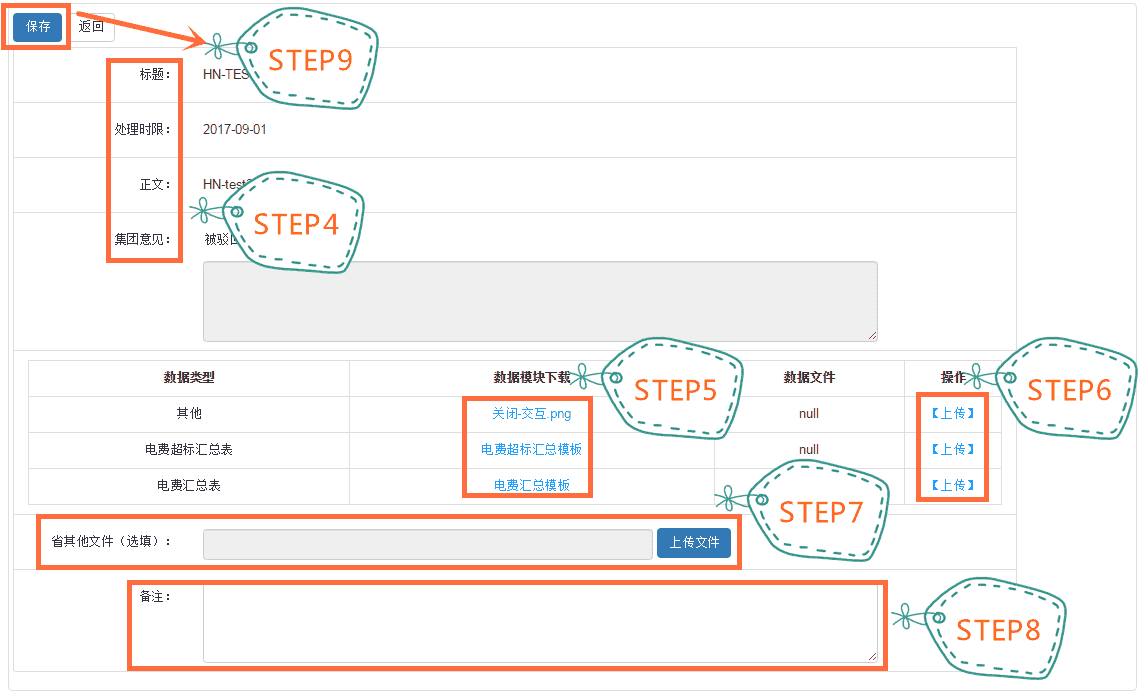 保存 返回
STEP9
标题： HN-TES
处理时限： 2017-09-01
正文： HN-test
STEP4
集团意见： 被驳
STEP5
STEP6
数据类型 数据模块下载 数据文件 操作
其他 关闭-交互.png null 【上传】
电费超标汇总表 电费超标汇总模板 null 【上传】
电费汇总表 电费汇总模板 【上传】
STEP7
省其他文件（选填）： 上传文件
备注：
STEP8